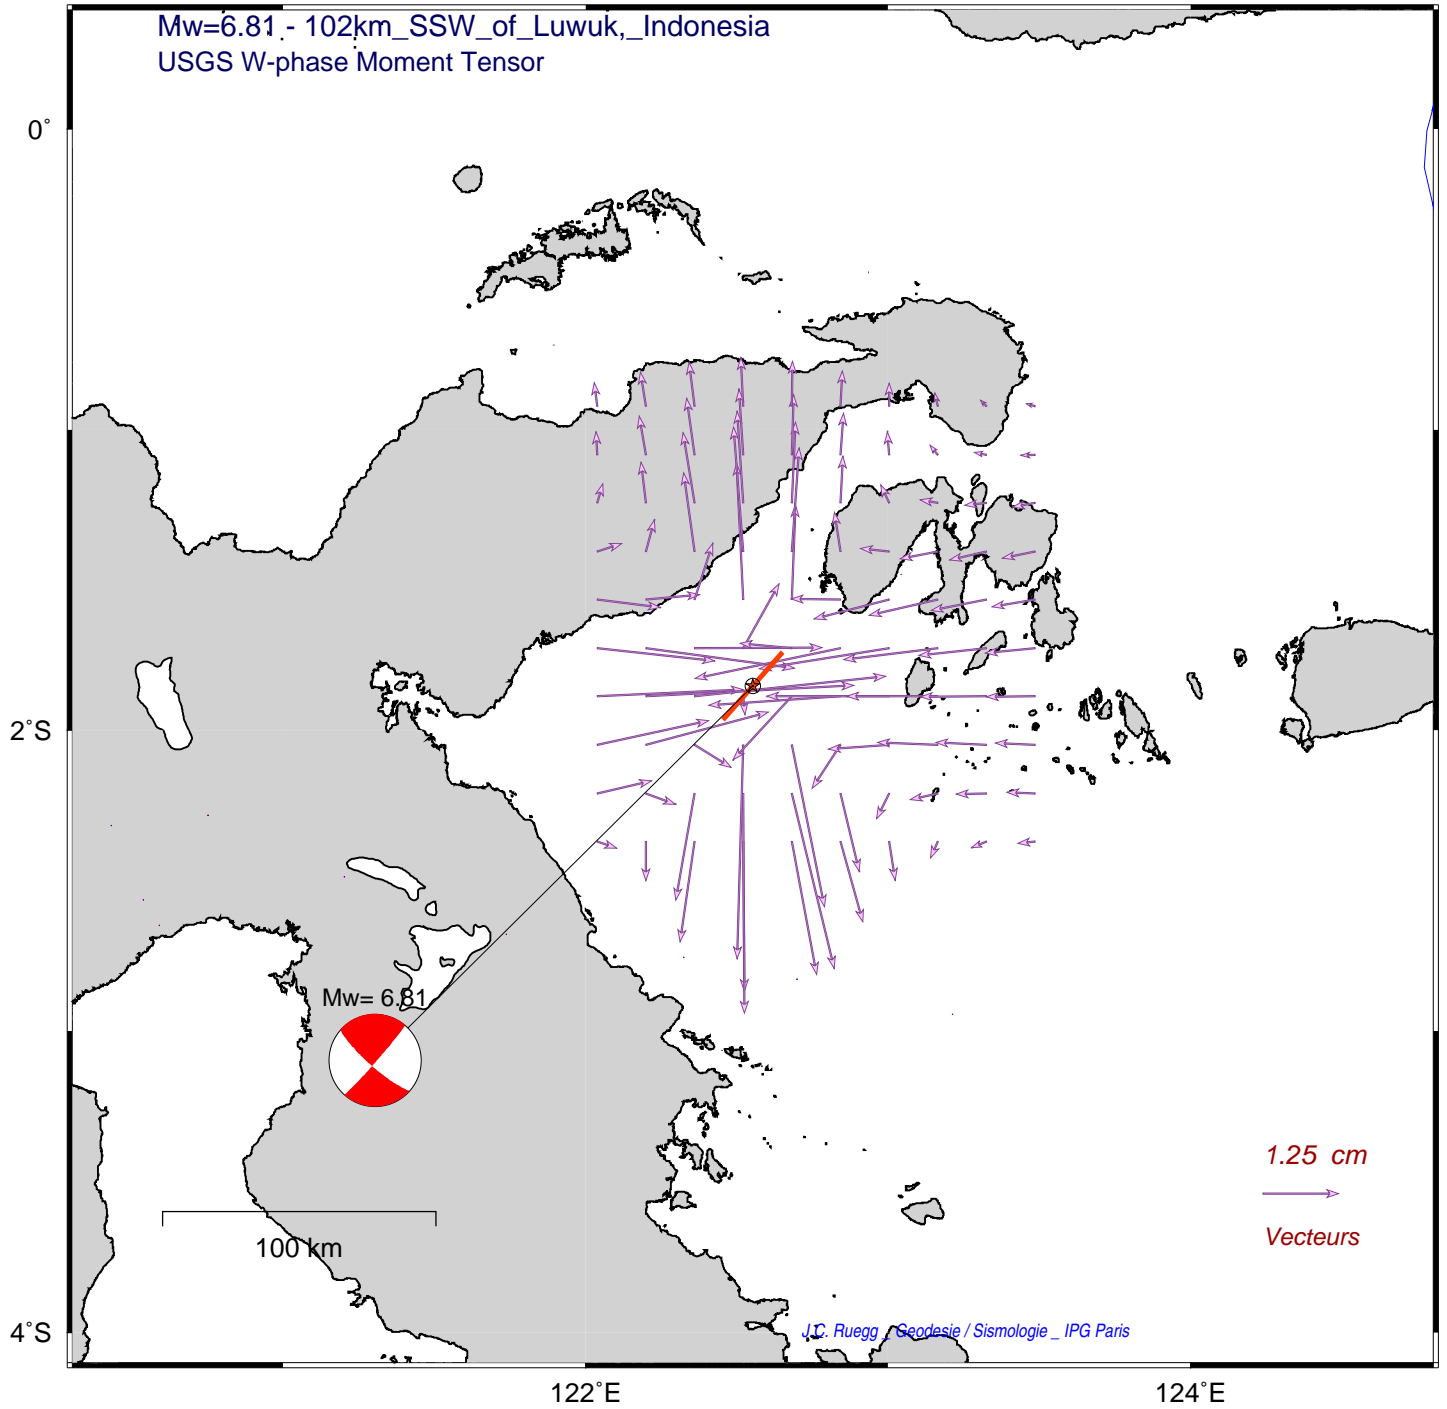 Mw=6.81 - 102km_SSW_of_Luwuk,_Indonesia
USGS W-phase Moment Tensor
0°
2°S
Mw= 6.81
1.25 cm
Vecteurs
100 km
4°S
J.C. Ruegg _ Geodesie / Sismologie _ IPG Paris
122°E
124°E